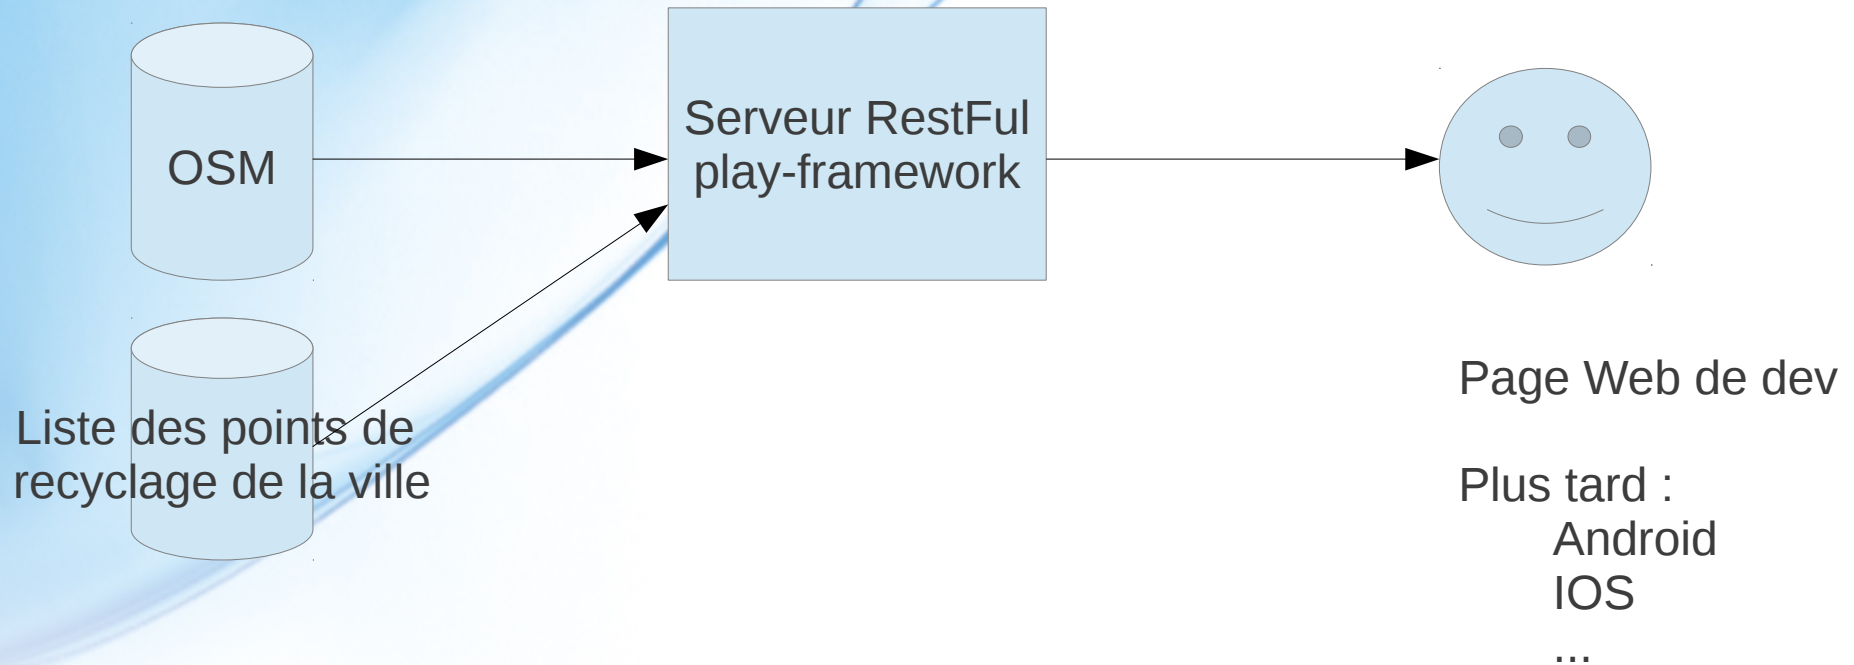 OSM
Serveur RestFul
play-framework
Liste des points de
recyclage de la ville
Page Web de dev
Plus tard :
Android
IOS
...